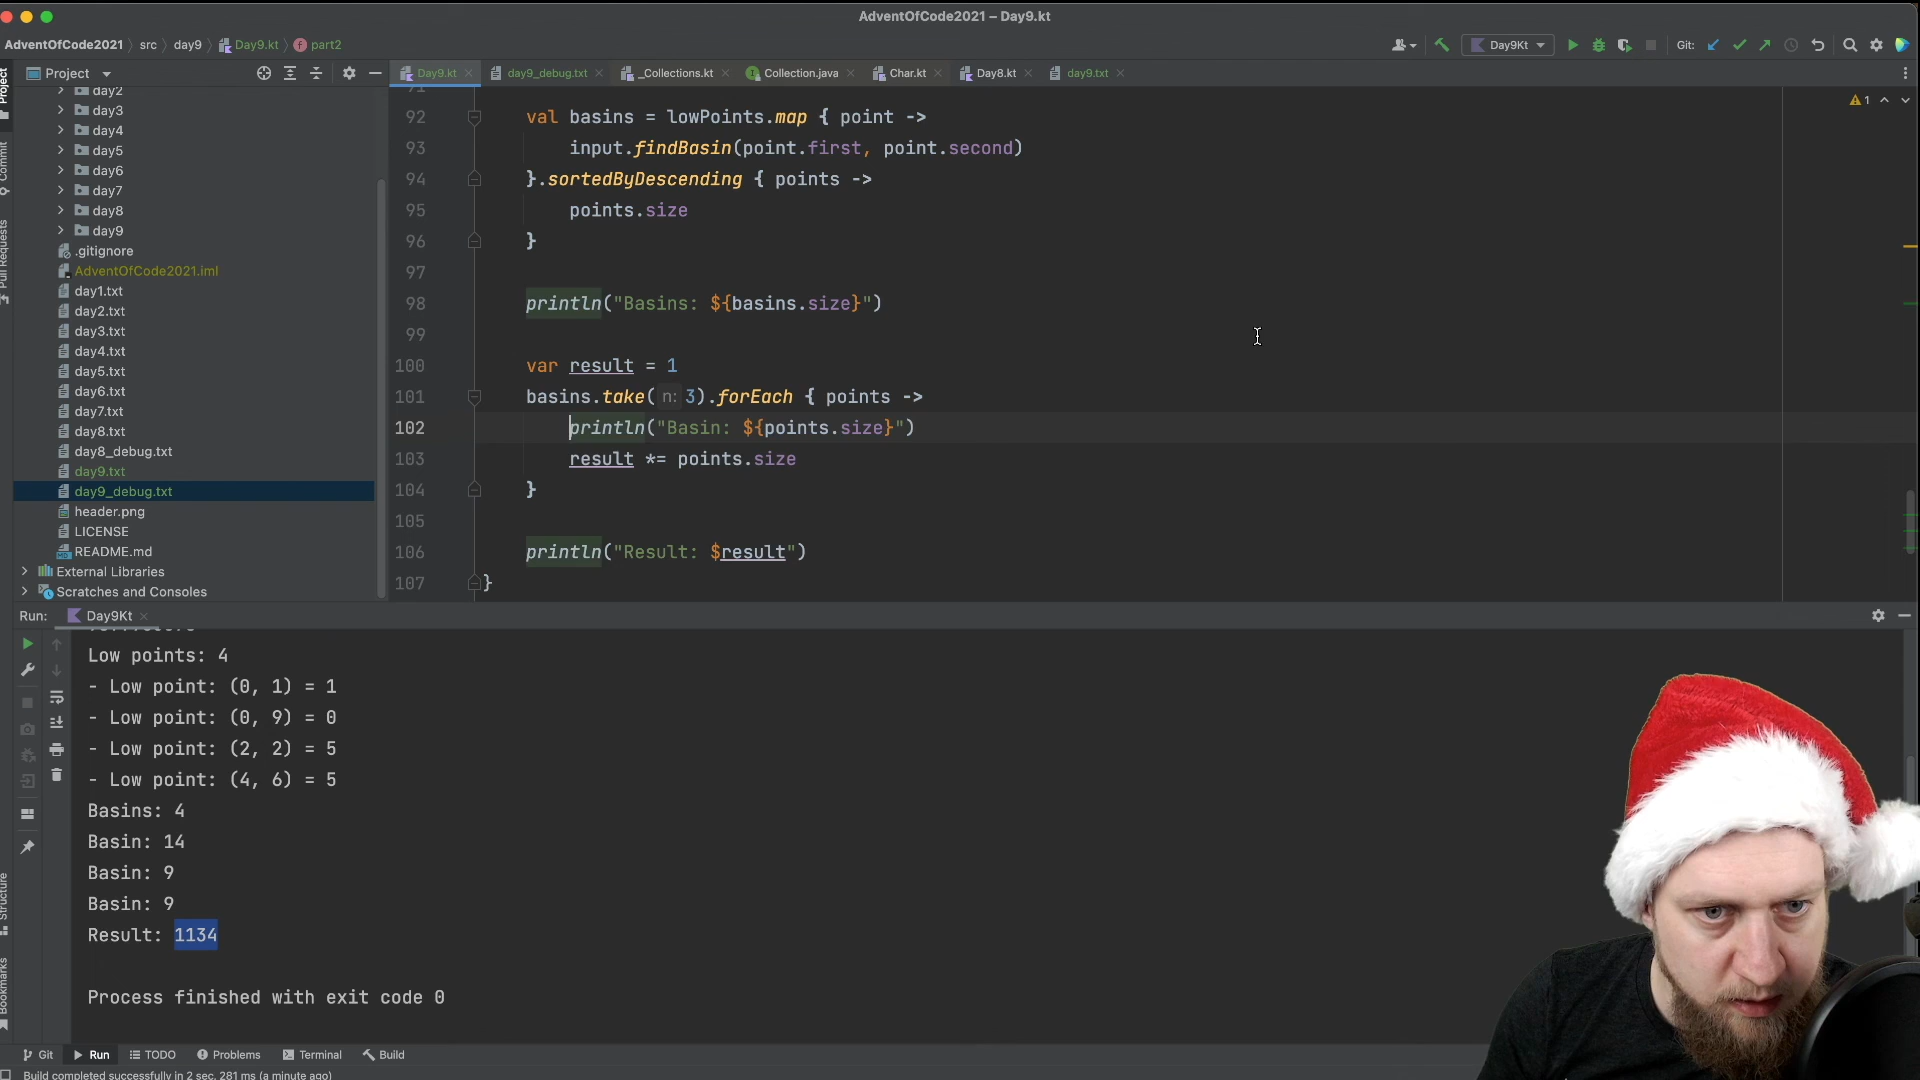 AdventOfCode2021 – Day9.kt
AdventOfCode2021 src day9 Day9.kt part2
Day9Kt Git:
Project
Day9.kt day9_debug.txt _Collections.kt Collection.java Char.kt Day8.kt day9.txt
Project
Commit
Pull Requests
day2
day3
day4
day5
day6
day7
day8
day9
.gitignore
AdventOfCode2021.iml
day1.txt
day2.txt
day3.txt
day4.txt
day5.txt
day6.txt
day7.txt
day8.txt
day8_debug.txt
day9.txt
day9_debug.txt
header.png
LICENSE
README.md
External Libraries
Scratches and Consoles
1
92 val basins = lowPoints.map { point ->
93 input.findBasin(point.first, point.second)
94 }.sortedByDescending { points ->
95 points.size
96 }
97
98 println("Basins: ${basins.size}")
99
100 var result = 1
101 basins.take( n: 3).forEach { points ->
102 println("Basin: ${points.size}")
103 result *= points.size
104 }
105
106 println("Result: $result")
107 }
Run: Day9Kt
Low points: 4
- Low point: (0, 1) = 1
- Low point: (0, 9) = 0
- Low point: (2, 2) = 5
- Low point: (4, 6) = 5
Basins: 4
Basin: 14
Basin: 9
Basin: 9
Result: 1134
Process finished with exit code 0
Structure
Bookmarks
Git Run TODO Problems Terminal Build
Build completed successfully in 2 sec, 281 ms (a minute ago)